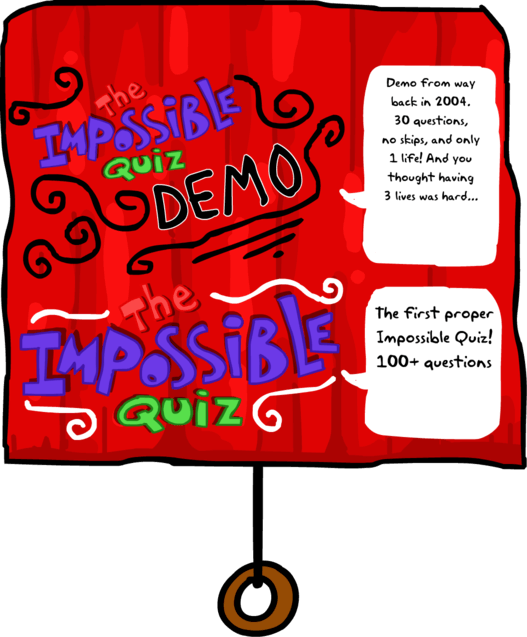 The
IMPOSSIBLE
QUIZ
DEMO
Demo from way
back in 2004.
30 questions,
no skips, and only
1 life! And you
thought having
3 lives was hard...
The
IMPOSSIBLE
QUIZ
The first proper
Impossible Quiz!
100+ questions